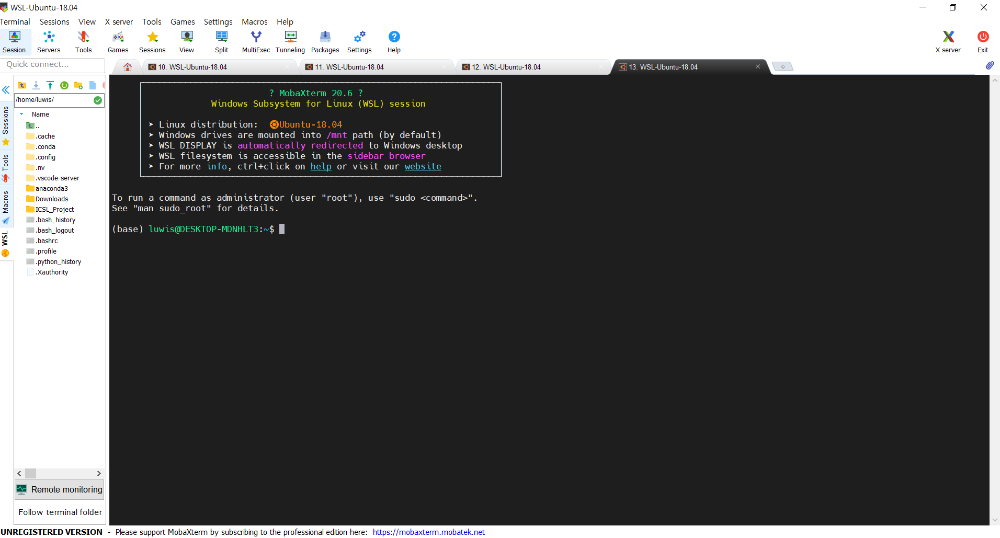 WSL-Ubuntu-18.04
Terminal Sessions View X server Tools Games Settings Macros Help
Session Servers Tools Games Sessions View Split MultiExec Tunneling Packages Settings Help X server Exit
Quick connect...
10. WSL-Ubuntu-18.04
11. WSL-Ubuntu-18.04
12. WSL-Ubuntu-18.04
13. WSL-Ubuntu-18.04
Sessions
Tools
Macros
WSL
/home/luwis/
Name
..
.cache
.conda
.config
.nv
.vscode-server
anaconda3
Downloads
ICSL_Project
.bash_history
.bash_logout
.bashrc
.profile
.python_history
.Xauthority
Remote monitoring
Follow terminal folder
? MobaXterm 20.6 ?
Windows Subsystem for Linux (WSL) session
➤ Linux distribution: Ubuntu-18.04
➤ Windows drives are mounted into /mnt path (by default)
➤ WSL DISPLAY is automatically redirected to Windows desktop
➤ WSL filesystem is accessible in the sidebar browser
➤ For more info, ctrl+click on help or visit our website
To run a command as administrator (user "root"), use "sudo <command>".
See "man sudo_root" for details.
(base) luwis@DESKTOP-MDNHLT3:~$
UNREGISTERED VERSION - Please support MobaXterm by subscribing to the professional edition here: https://mobaxterm.mobatek.net